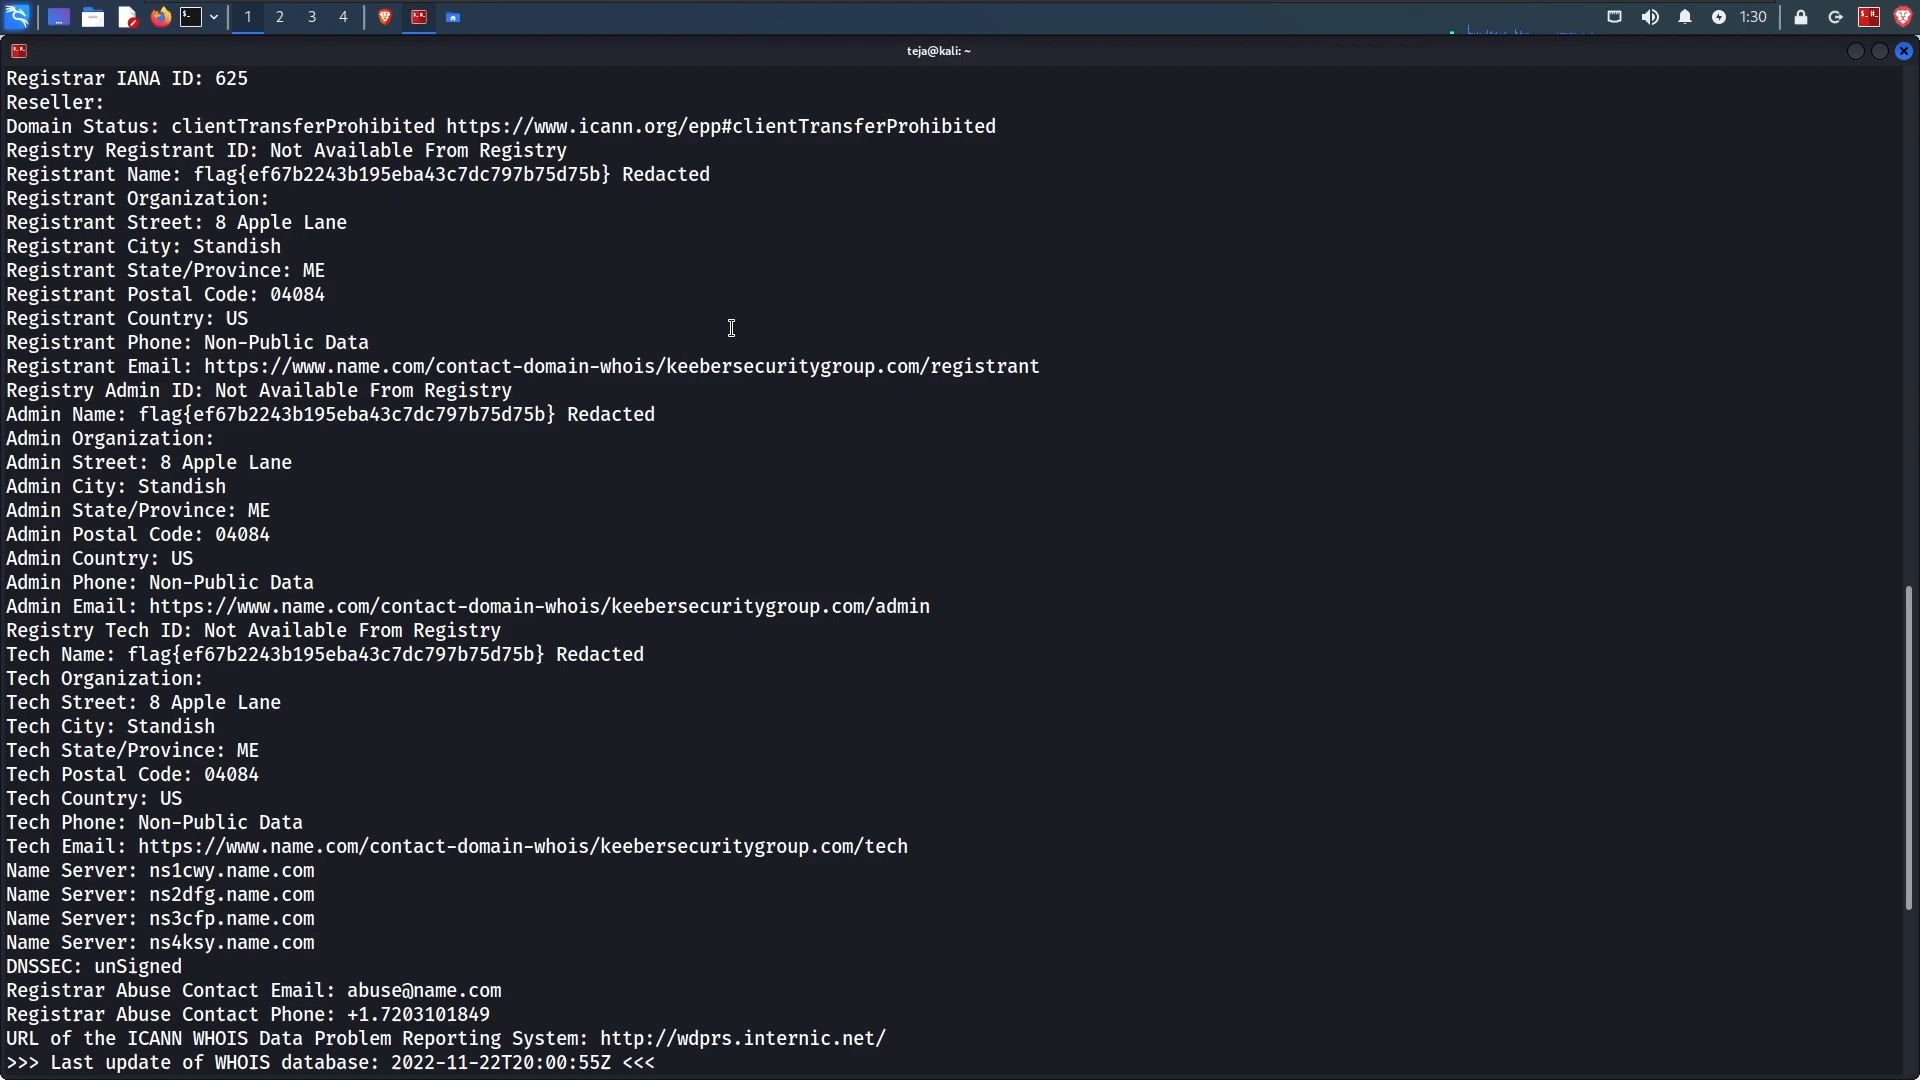 1 2 3 4 1:30
teja@kali: ~
Registrar IANA ID: 625
Reseller:
Domain Status: clientTransferProhibited https://www.icann.org/epp#clientTransferProhibited
Registry Registrant ID: Not Available From Registry
Registrant Name: flag{ef67b2243b195eba43c7dc797b75d75b} Redacted
Registrant Organization:
Registrant Street: 8 Apple Lane
Registrant City: Standish
Registrant State/Province: ME
Registrant Postal Code: 04084
Registrant Country: US
Registrant Phone: Non-Public Data
Registrant Email: https://www.name.com/contact-domain-whois/keebersecuritygroup.com/registrant
Registry Admin ID: Not Available From Registry
Admin Name: flag{ef67b2243b195eba43c7dc797b75d75b} Redacted
Admin Organization:
Admin Street: 8 Apple Lane
Admin City: Standish
Admin State/Province: ME
Admin Postal Code: 04084
Admin Country: US
Admin Phone: Non-Public Data
Admin Email: https://www.name.com/contact-domain-whois/keebersecuritygroup.com/admin
Registry Tech ID: Not Available From Registry
Tech Name: flag{ef67b2243b195eba43c7dc797b75d75b} Redacted
Tech Organization:
Tech Street: 8 Apple Lane
Tech City: Standish
Tech State/Province: ME
Tech Postal Code: 04084
Tech Country: US
Tech Phone: Non-Public Data
Tech Email: https://www.name.com/contact-domain-whois/keebersecuritygroup.com/tech
Name Server: ns1cwy.name.com
Name Server: ns2dfg.name.com
Name Server: ns3cfp.name.com
Name Server: ns4ksy.name.com
DNSSEC: unSigned
Registrar Abuse Contact Email: abuse@name.com
Registrar Abuse Contact Phone: +1.7203101849
URL of the ICANN WHOIS Data Problem Reporting System: http://wdprs.internic.net/
>>> Last update of WHOIS database: 2022-11-22T20:00:55Z <<<